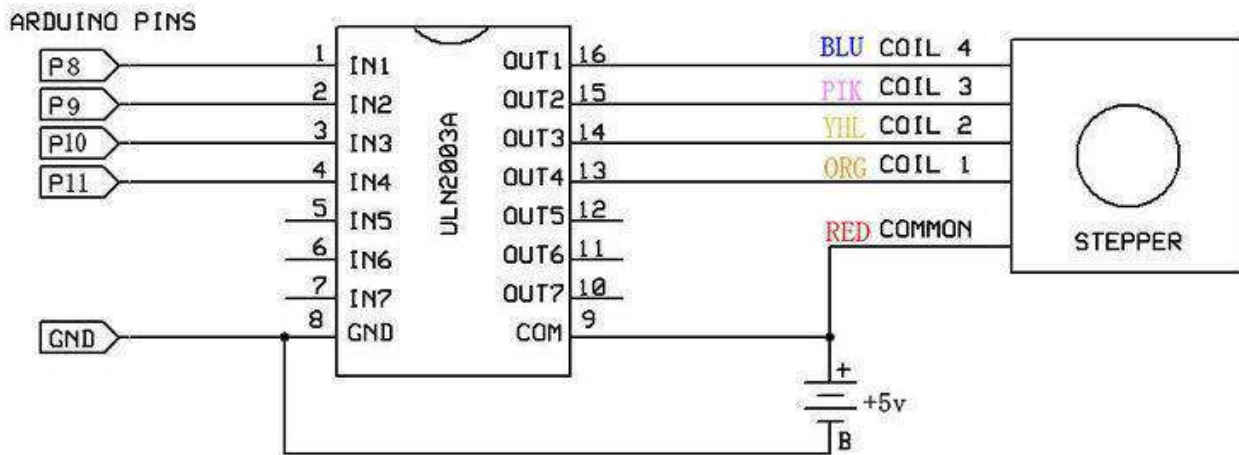 ARDUINO PINS
P8 1 IN1 OUT1 16 BLU COIL 4
P9 2 IN2 OUT2 15 PIK COIL 3
P10 3 IN3 OUT3 14 YHL COIL 2
P11 4 IN4 OUT4 13 ORG COIL 1
5 IN5 OUT5 12
6 IN6 OUT6 11 RED COMMON
7 IN7 OUT7 10
GND 8 GND COM 9
ULN2003A
STEPPER
+
+5v
B